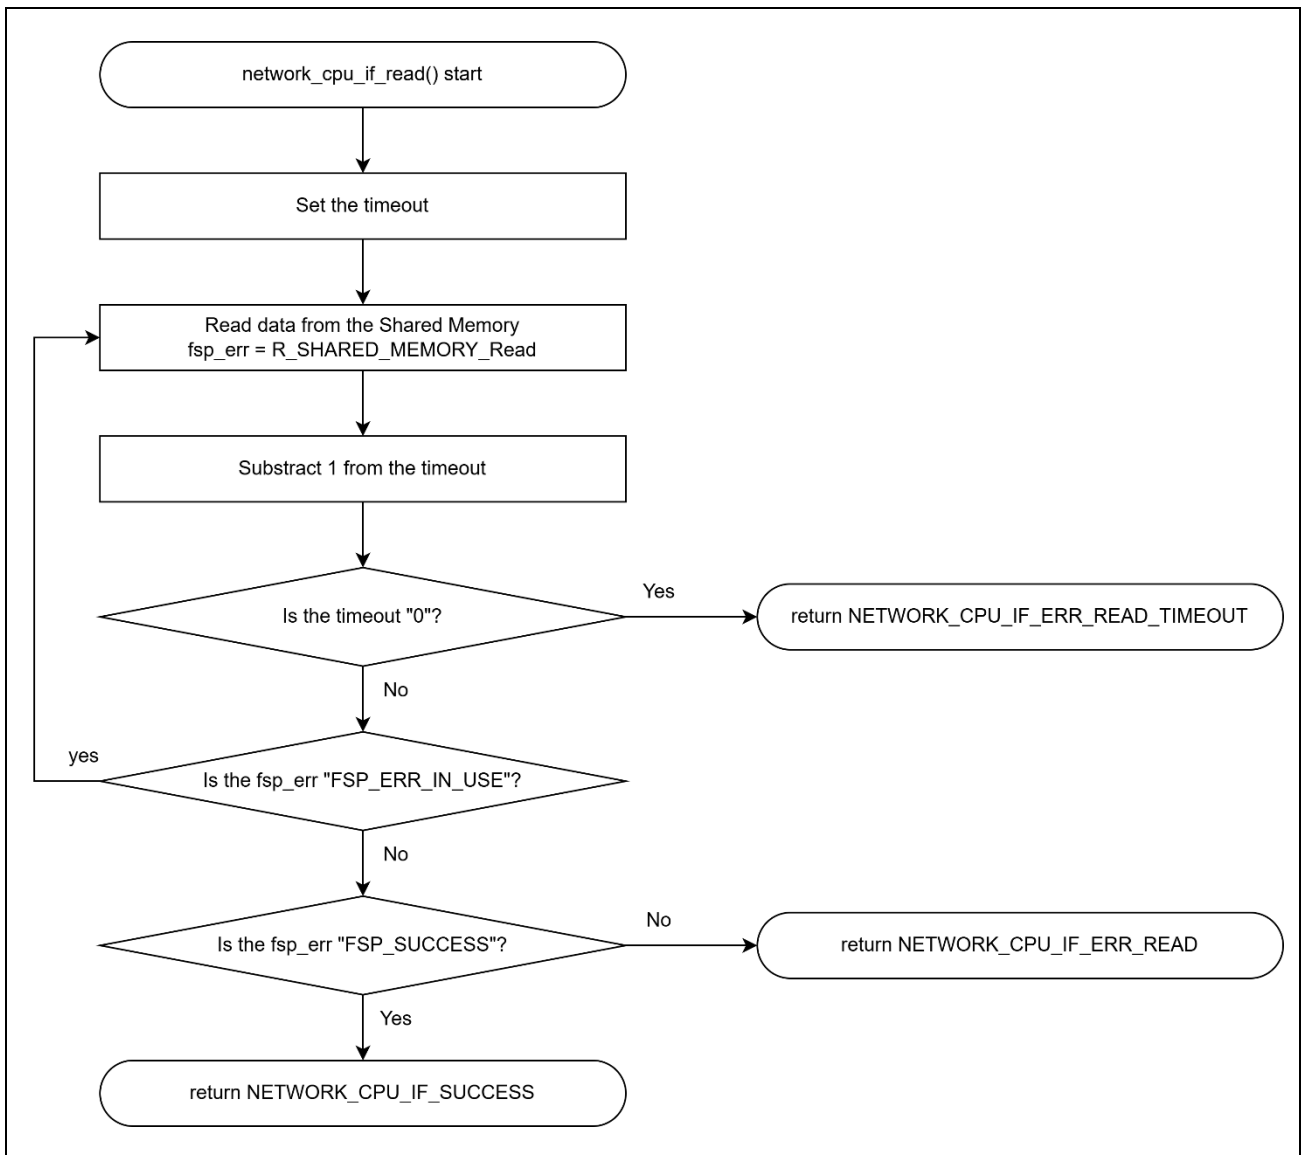 network_cpu_if_read() start
Set the timeout
Read data from the Shared Memory
fsp_err = R_SHARED_MEMORY_Read
Substract 1 from the timeout
Is the timeout "0"?
Yes
return NETWORK_CPU_IF_ERR_READ_TIMEOUT
No
yes
Is the fsp_err "FSP_ERR_IN_USE"?
No
Is the fsp_err "FSP_SUCCESS"?
No
return NETWORK_CPU_IF_ERR_READ
Yes
return NETWORK_CPU_IF_SUCCESS